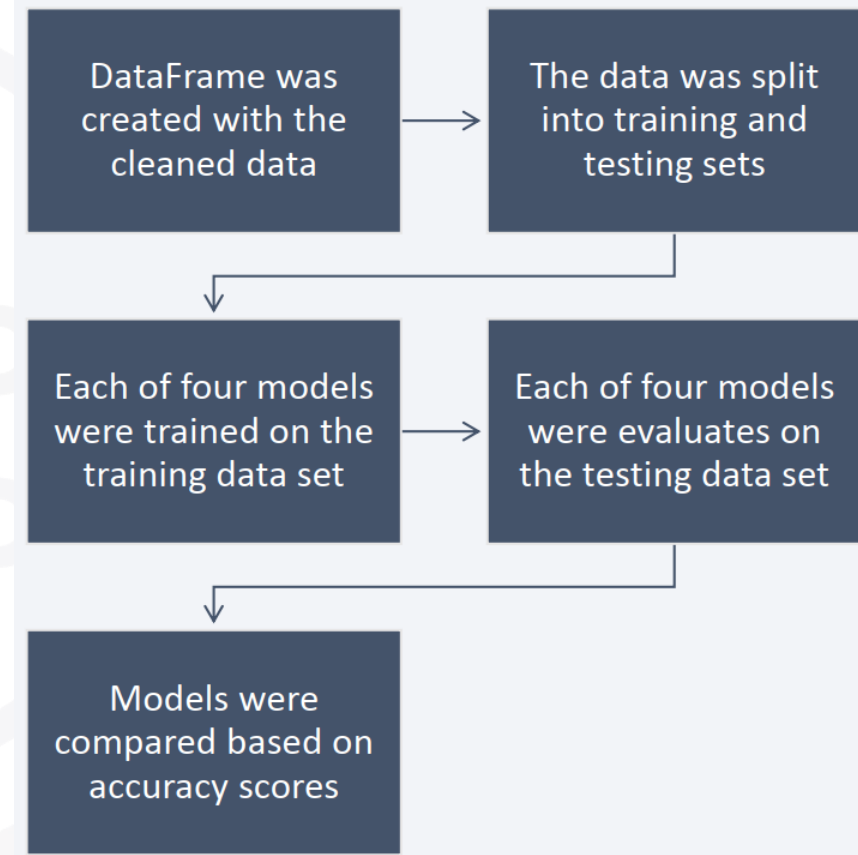 DataFrame was
created with the
cleaned data
The data was split
into training and
testing sets
Each of four models
were trained on the
training data set
Each of four models
were evaluates on
the testing data set
Models were
compared based on
accuracy scores